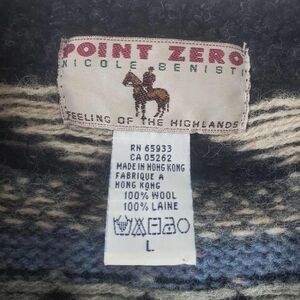 POINT ZERO
NICOLE BENISTI
FEELING OF THE HIGHLANDS
RN 65933
CA 05262
MADE IN HONG KONG
FABRIQUE A
HONG KONG
100% WOOL
100% LAINE
L